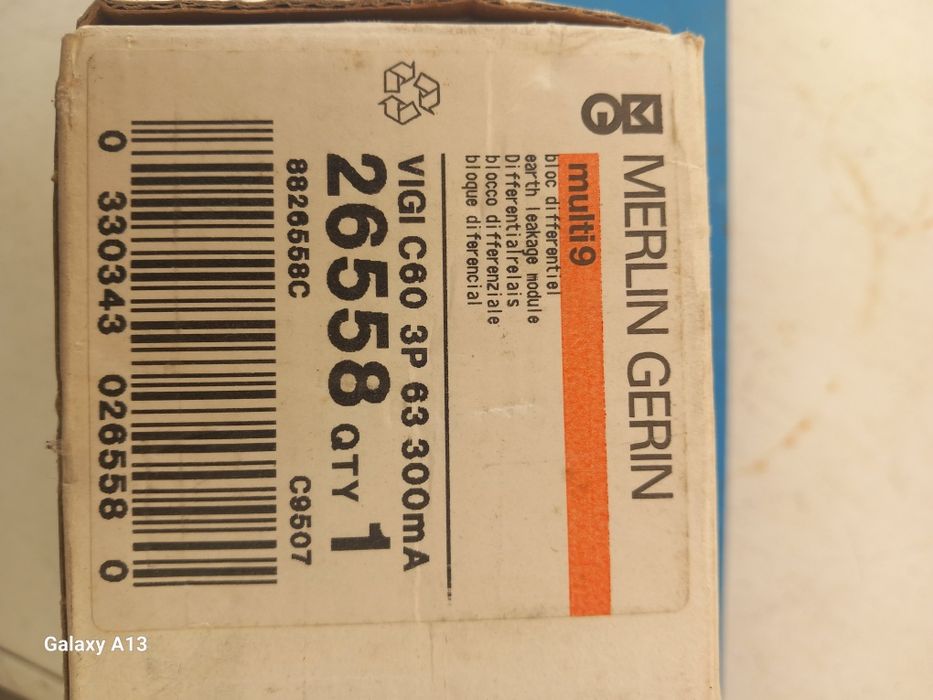 MERLIN GERIN
multi9
bloc differentiel
earth leakage module
Differentialrelais
blocco differenziale
bloque diferencial
VIGI C60 3P 63 300mA
26558 QTY 1
8826558C C9507
0 330343 026558 0
Galaxy A13